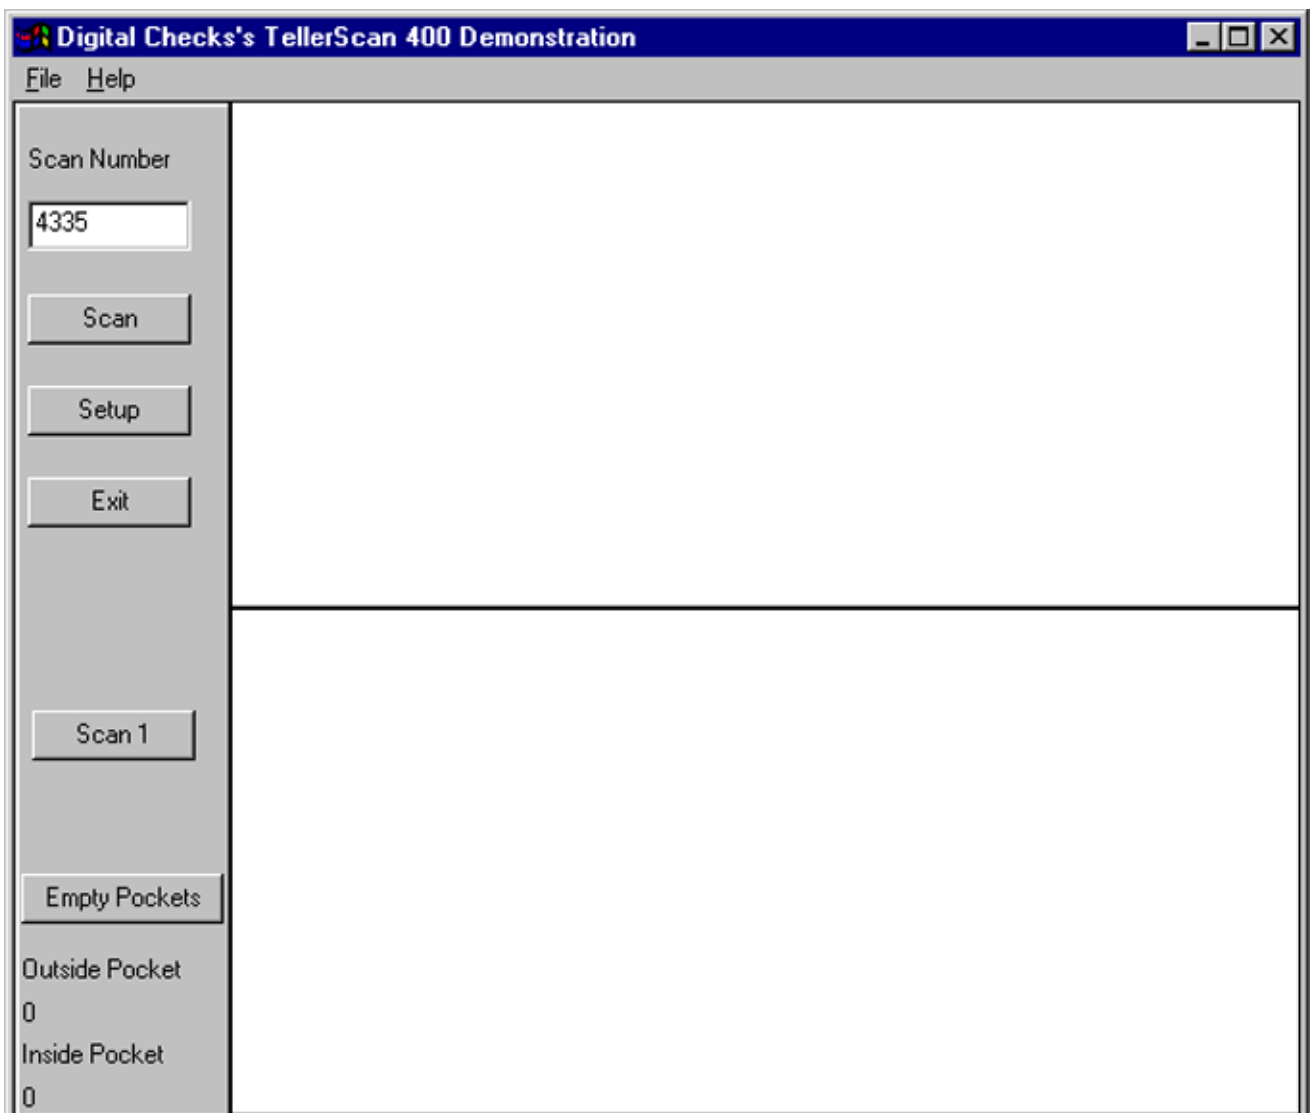 Digital Checks's TellerScan 400 Demonstration
File Help
Scan Number
4335
Scan
Setup
Exit
Scan 1
Empty Pockets
Outside Pocket
0
Inside Pocket
0